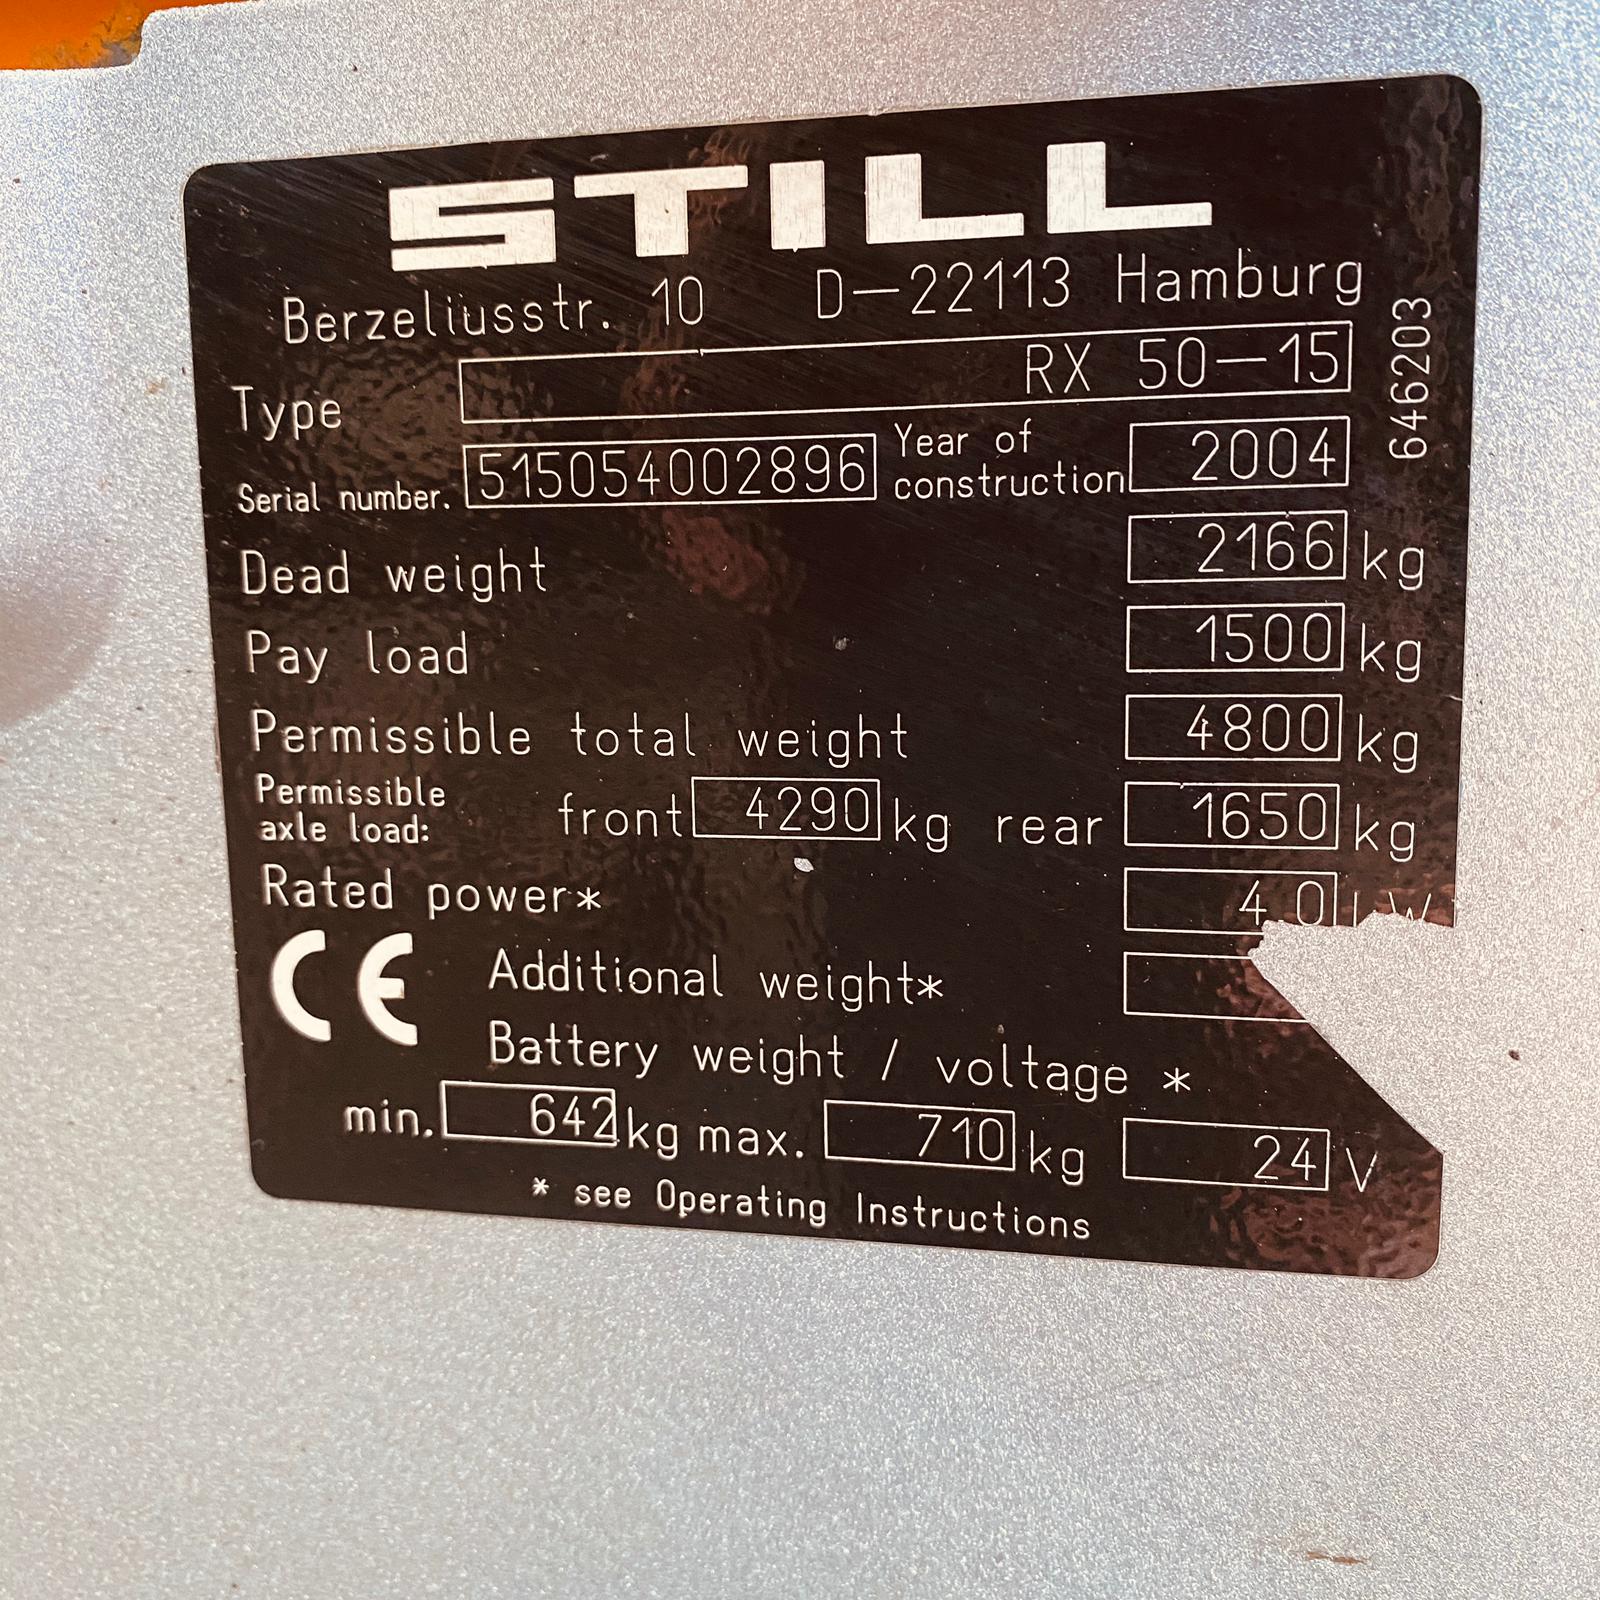 STILL
Berzeliusstr. 10 D-22113 Hamburg
Type RX 50-15
646203
Serial number. 515054002896 Year of construction 2004
Dead weight 2166 kg
Pay load 1500 kg
Permissible total weight 4800 kg
Permissible axle load: front 4290 kg rear 1650 kg
Rated power* 4.0
CE Additional weight*
Battery weight / voltage *
min. 642 kg max. 710 kg 24 V
* see Operating Instructions